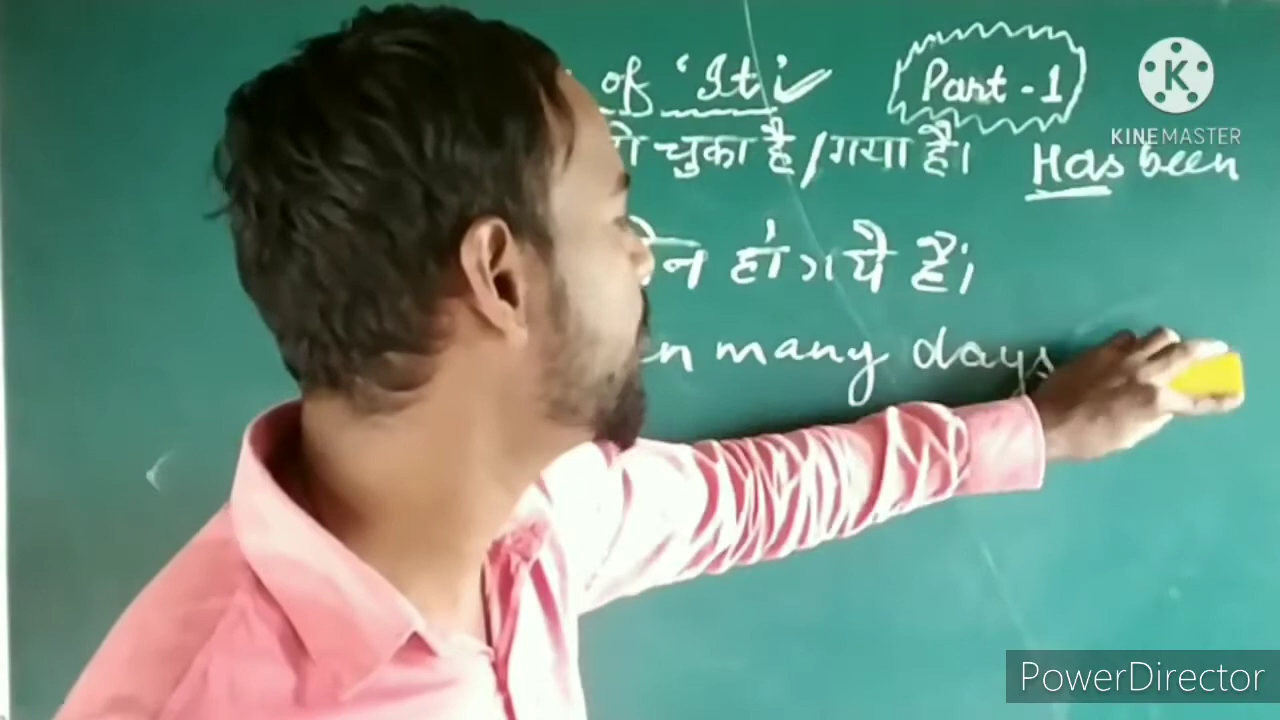 of 'It'
Part-1
चुका है/गया है।
Has been
हो गये हैं।
many days
KINEMASTER
PowerDirector